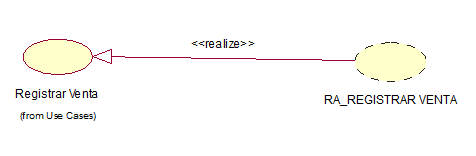 <<realize>>
Registrar Venta
RA_REGISTRAR VENTA
(from Use Cases)